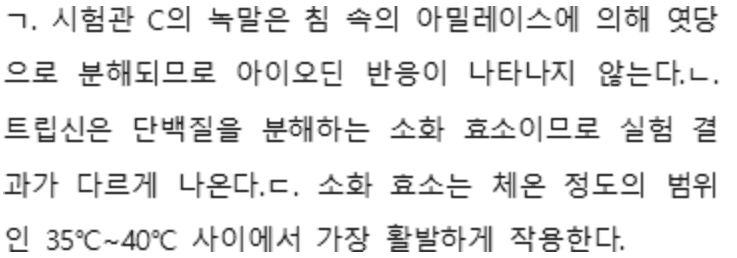 ㄱ. 시험관 C의 녹말은 침 속의 아밀레이스에 의해 엿당
으로 분해되므로 아이오딘 반응이 나타나지 않는다.ㄴ.
트립신은 단백질을 분해하는 소화 효소이므로 실험 결
과가 다르게 나온다.ㄷ. 소화 효소는 체온 정도의 범위
인 35℃~40℃ 사이에서 가장 활발하게 작용한다.